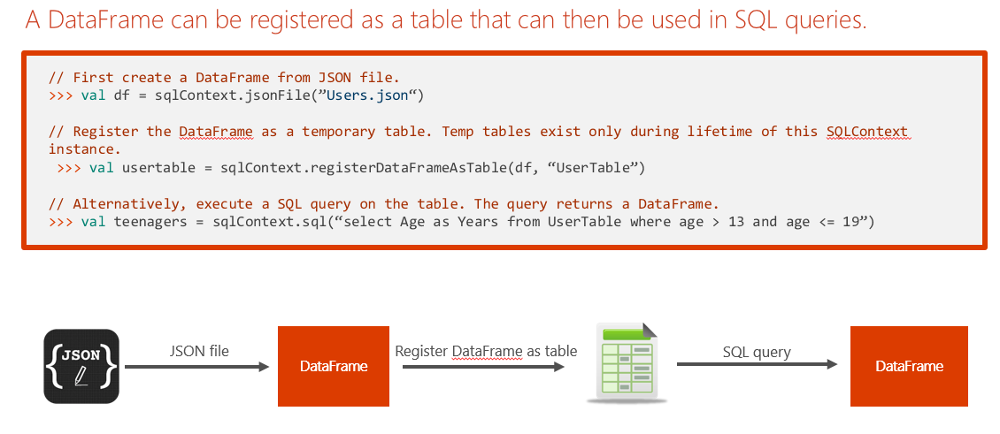 A DataFrame can be registered as a table that can then be used in SQL queries.
// First create a DataFrame from JSON file.
>>> val df = sqlContext.jsonFile(”Users.json“)
// Register the DataFrame as a temporary table. Temp tables exist only during lifetime of this SQLContext
instance.
>>> val usertable = sqlContext.registerDataFrameAsTable(df, “UserTable”)
// Alternatively, execute a SQL query on the table. The query returns a DataFrame.
>>> val teenagers = sqlContext.sql(“select Age as Years from UserTable where age > 13 and age <= 19”)
{JSON}
JSON file
DataFrame
Register DataFrame as table
SQL query
DataFrame